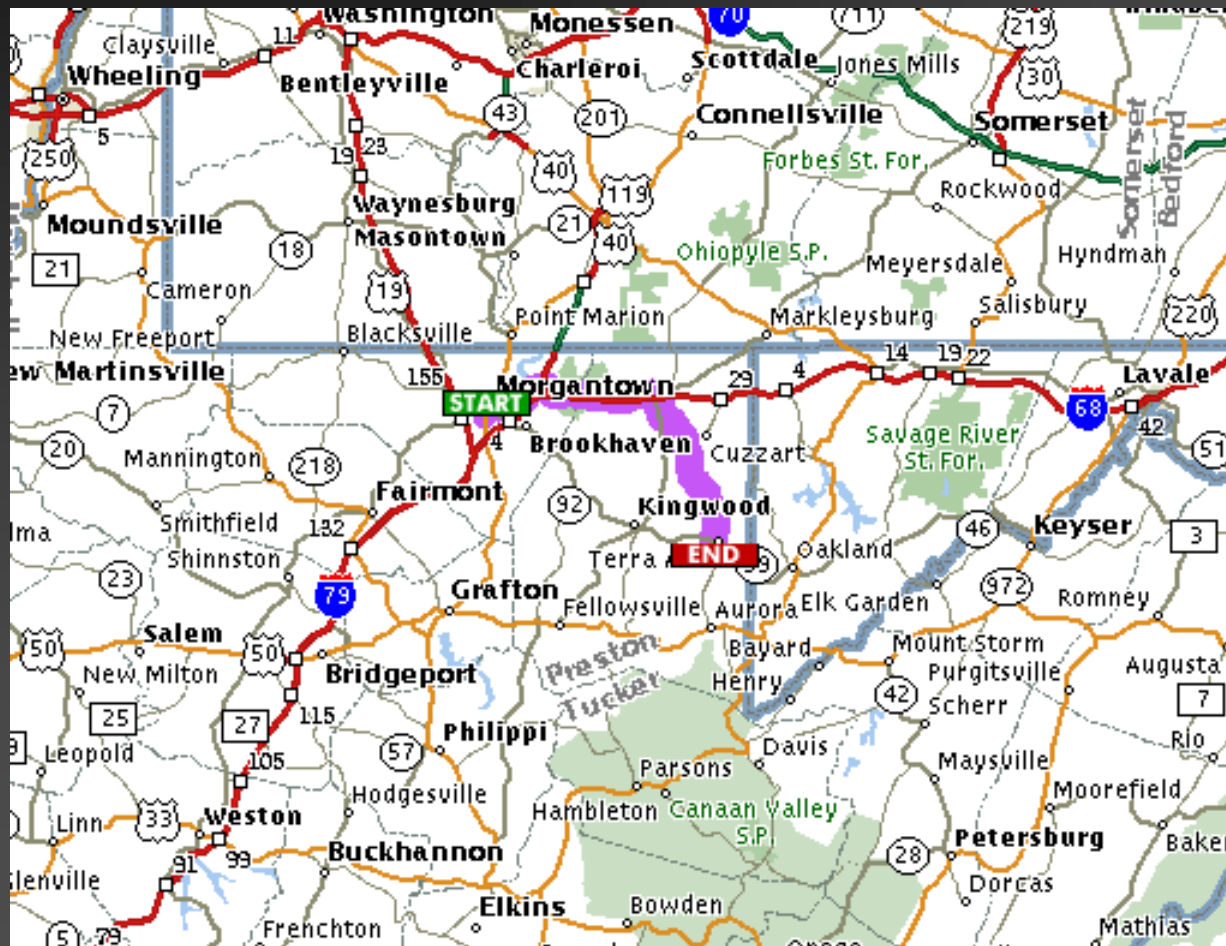 Washington
Monessen
70
711
219
Claysville
11
Scottdale
Jones Mills
Wheeling
Bentleyville
Charleroi
30
43
201
Connellsville
Somerset
5
23
19
250
40
Forbes St. For.
Somerset
Bedford
119
Rockwood
Waynesburg
Moundsville
21
Masontown
40
18
Ohiopyle S.P.
Hyndman
21
Meyersdale
Cameron
19
Salisbury
220
New Freeport
Blacksville
Point Marion
Markleysburg
14
19
22
ew Martinsville
155
Morgantown
29
4
Lavale
START
68
7
4
Brookhaven
42
20
Cuzzart
Savage River
St. For.
51
Mannington
218
Fairmont
92
Kingwood
lma
Smithfield
132
46
Keyser
3
Shinnston
Terra
END
39
Oakland
23
79
972
Grafton
Fellowsville
Aurora
Elk Garden
Romney
50
Salem
50
Preston
Bayard
Mount Storm
New Milton
Bridgeport
Tucker
Henry
Purgitsville
Augusta
42
7
25
27
115
Scherr
Philippi
Leopold
57
Davis
Rio
105
Parsons
Maysville
Hodgesville
Moorefield
33
Weston
Hambleton
Canaan Valley
S.P.
Linn
Petersburg
Baker
91
99
Buckhannon
28
Glenville
Dorcas
Elkins
Bowden
5
79
Frenchton
Mathias